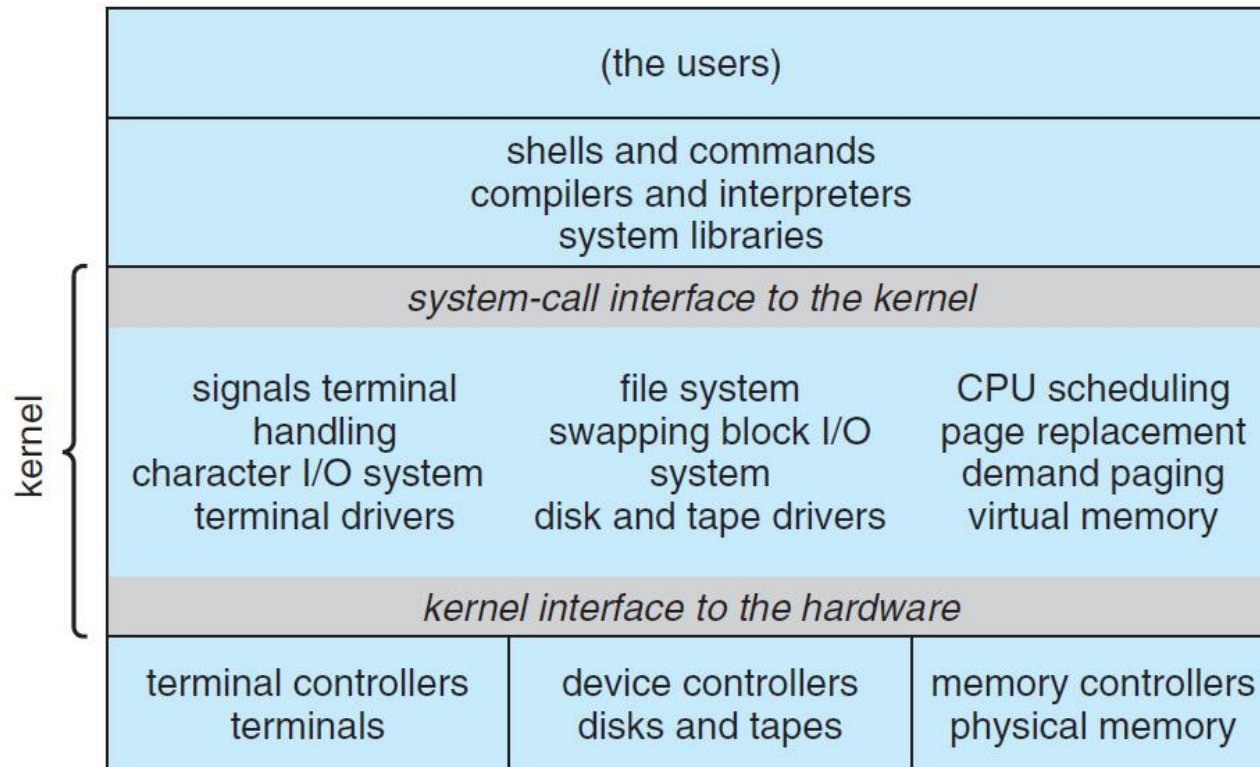 (the users)
shells and commands
compilers and interpreters
system libraries
kernel
system-call interface to the kernel
signals terminal
handling
character I/O system
terminal drivers
file system
swapping block I/O
system
disk and tape drivers
CPU scheduling
page replacement
demand paging
virtual memory
kernel interface to the hardware
terminal controllers
terminals
device controllers
disks and tapes
memory controllers
physical memory